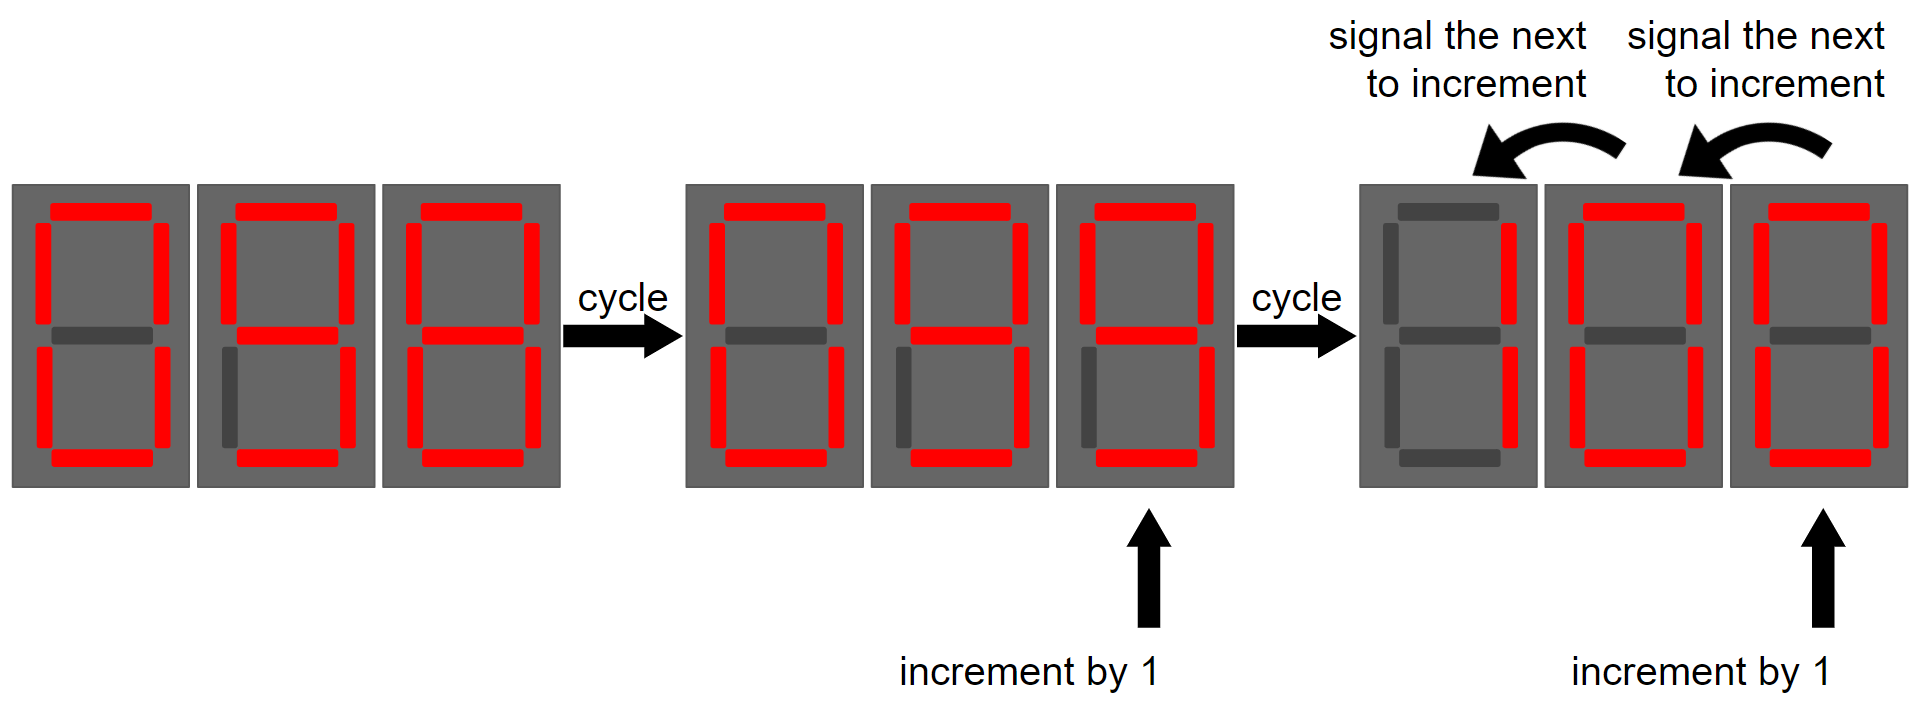 signal the next
to increment
signal the next
to increment
098
cycle
099
cycle
100
increment by 1
increment by 1